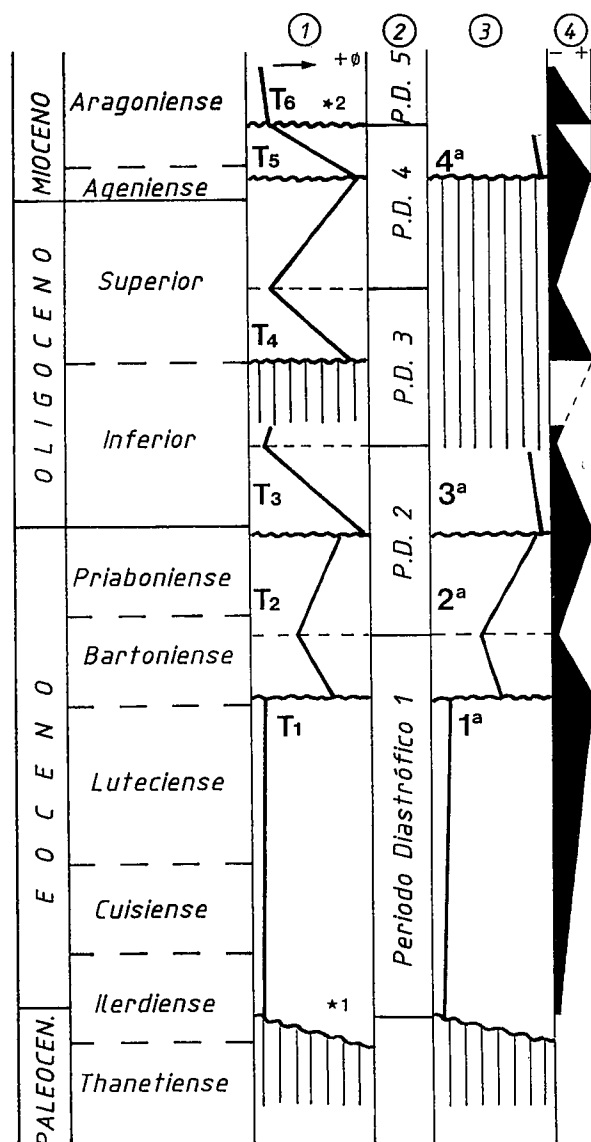 ① ② ③ ④
→ +ø
- +
MIOCENO
OLIGOCENO
EOCENO
PALEOCEN.
Aragoniense
Ageniense
Superior
Inferior
Priaboniense
Bartoniense
Luteciense
Cuisiense
Ilerdiense
Thanetiense
T6 *2
T5
T4
T3
T2
T1
*1
P.D. 5
P.D. 4
P.D. 3
P.D. 2
Periodo Diastrófico 1
4ª
3ª
2ª
1ª